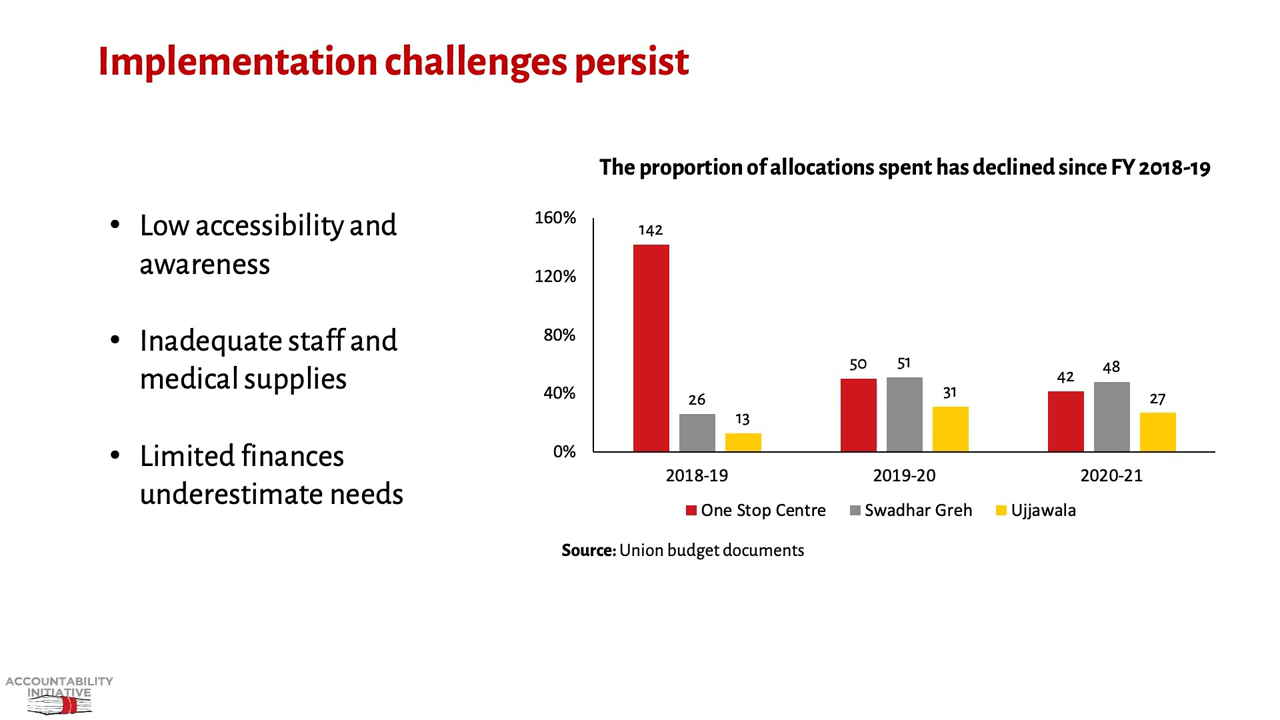 Implementation challenges persist
• Low accessibility and
awareness
• Inadequate staff and
medical supplies
• Limited finances
underestimate needs
The proportion of allocations spent has declined since FY 2018-19
160%
120%
80%
40%
0%
142
26
13
50
51
31
42
48
27
2018-19
2019-20
2020-21
One Stop Centre
Swadhar Greh
Ujjawala
Source: Union budget documents
ACCOUNTABILITY
INITIATIVE